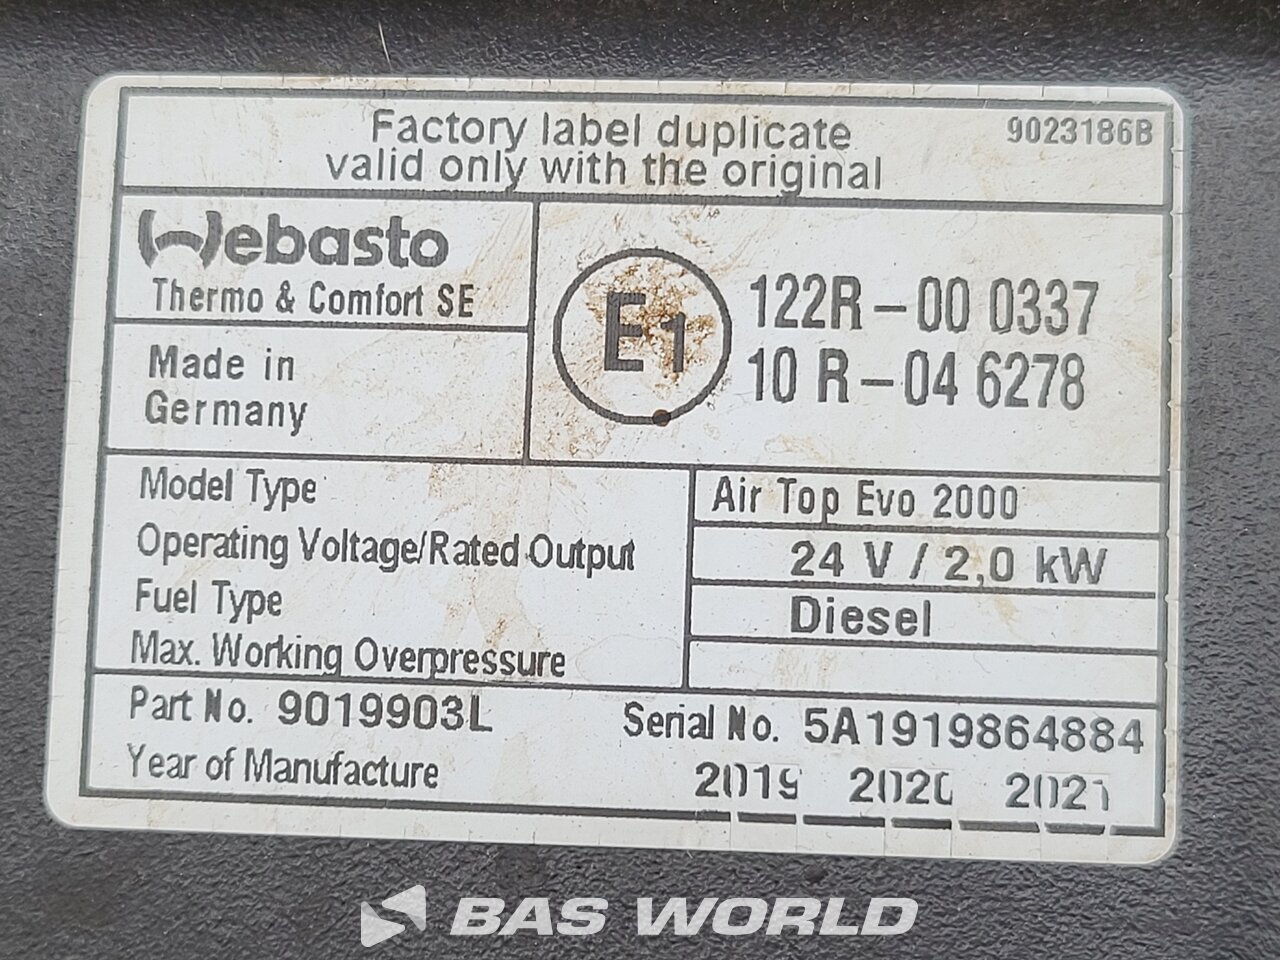 Factory label duplicate
valid only with the original
9023186B
Webasto
Thermo & Comfort SE
Made in
Germany
E1
122R-00 0337
10 R-04 6278
Model Type Air Top Evo 2000
Operating Voltage/Rated Output 24 V / 2,0 kW
Fuel Type Diesel
Max. Working Overpressure
Part No. 9019903L Serial No. 5A1919864884
Year of Manufacture 2019 2020 2021
BAS WORLD